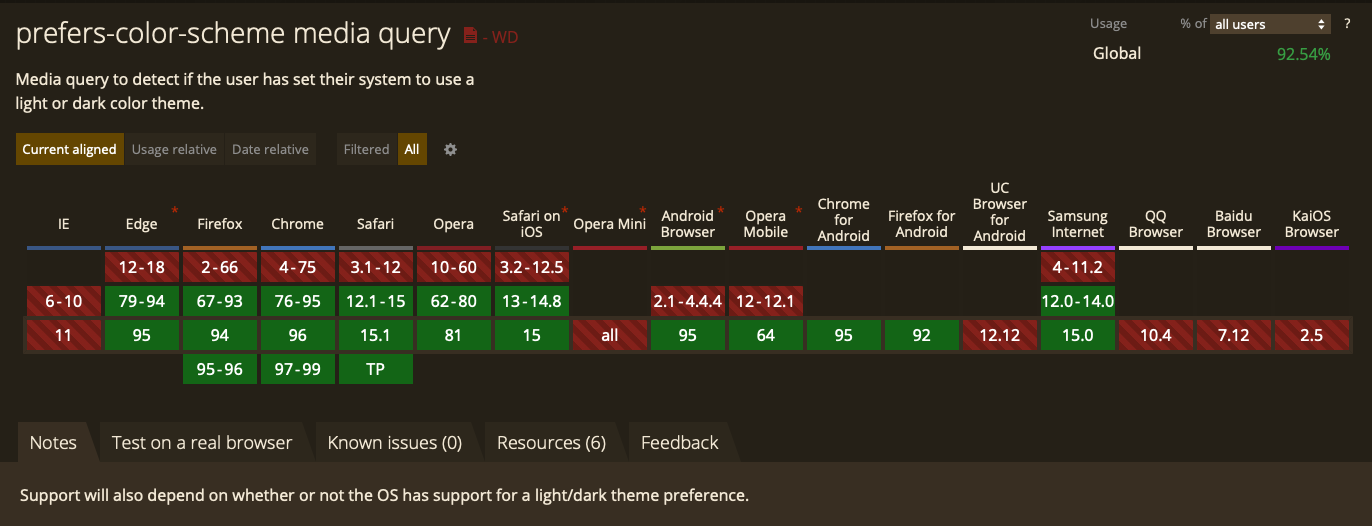 prefers-color-scheme media query - WD
Usage % of all users ?
Global 92.54%
Media query to detect if the user has set their system to use a
light or dark color theme.
Current aligned Usage relative Date relative Filtered All
IE Edge * Firefox Chrome Safari Opera Safari on iOS * Opera Mini * Android Browser * Opera Mobile * Chrome for Android Firefox for Android UC Browser for Android Samsung Internet QQ Browser Baidu Browser KaiOS Browser
12-18 2-66 4-75 3.1-12 10-60 3.2-12.5 4-11.2
6-10 79-94 67-93 76-95 12.1-15 62-80 13-14.8 2.1-4.4.4 12-12.1 12.0-14.0
11 95 94 96 15.1 81 15 all 95 64 95 92 12.12 15.0 10.4 7.12 2.5
95-96 97-99 TP
Notes Test on a real browser Known issues (0) Resources (6) Feedback
Support will also depend on whether or not the OS has support for a light/dark theme preference.